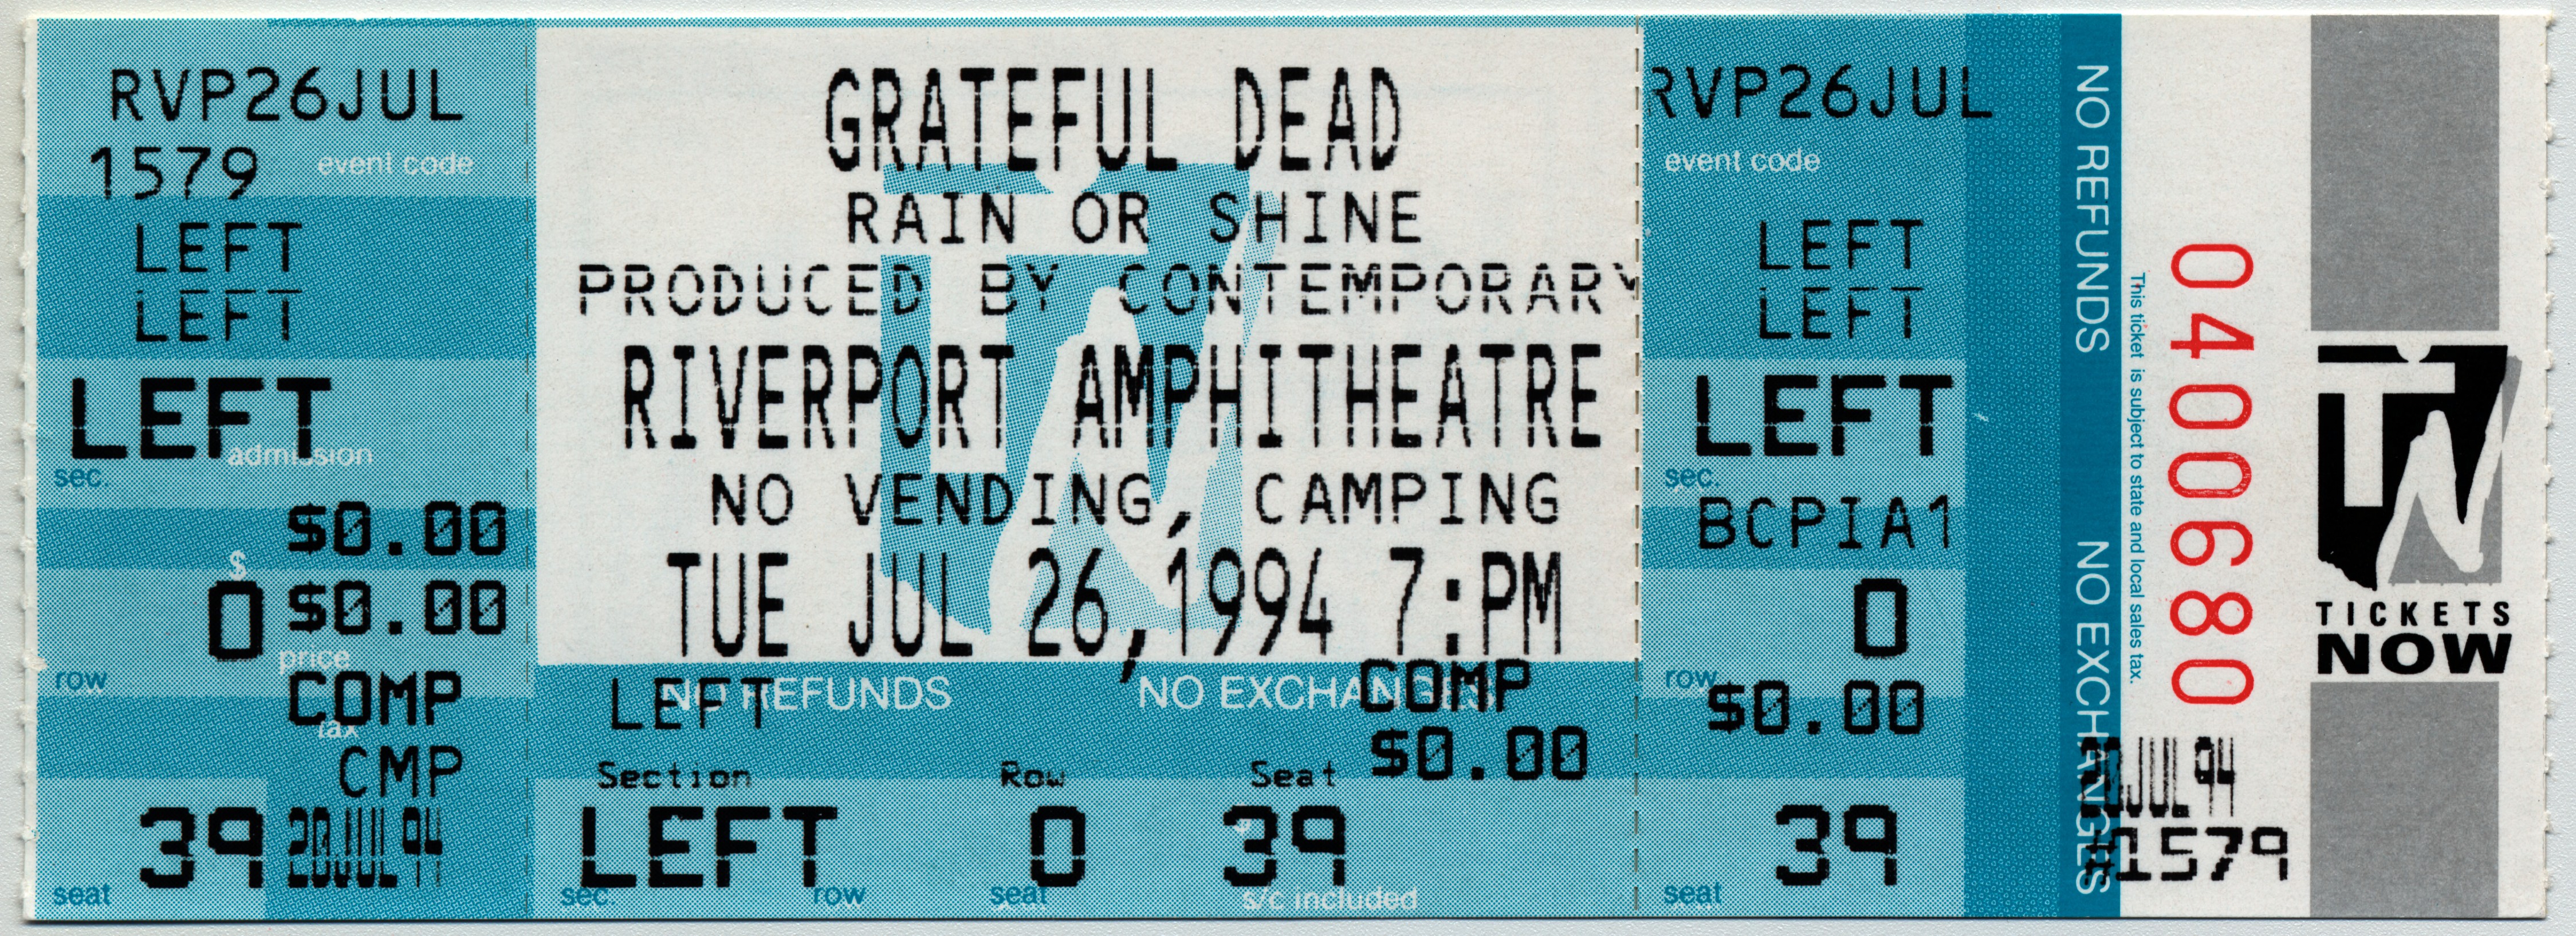 RVP26JUL
1579 event code
LEFT
LEFT
LEFT
admission
sec.
$0.00
$
0 $0.00
price
row
COMP
tax
CMP
39 20JUL94
seat
GRATEFUL DEAD
RAIN OR SHINE
PRODUCED BY CONTEMPORARY
RIVERPORT AMPHITHEATRE
NO VENDING, CAMPING
TUE JUL 26,1994 7:PM
COMP
NO REFUNDS NO EXCHANGES
LEFT
$0.00
Section Row Seat
LEFT 0 39
sec. row seat s/c included
RVP26JUL
event code
LEFT
LEFT
LEFT
sec.
BCPIA1
0
row
$0.00
39
seat
NO REFUNDS NO EXCHANGES
This ticket is subject to state and local sales tax.
0400680
20JUL94
#1579
TN
TICKETS
NOW